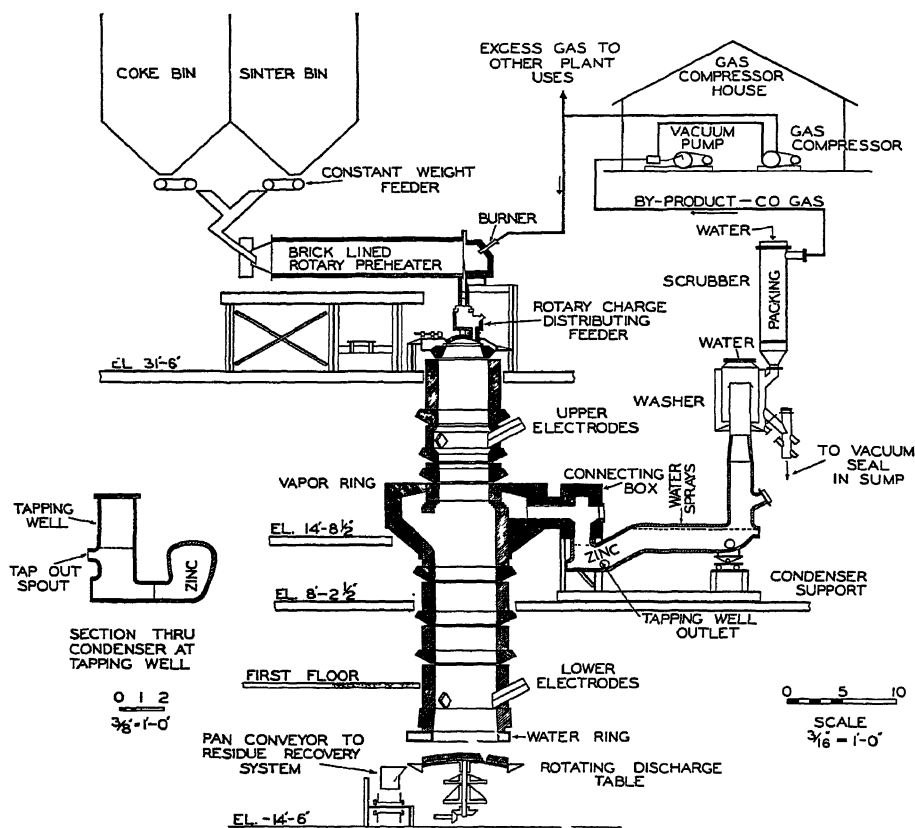 COKE BIN
SINTER BIN
CONSTANT WEIGHT
FEEDER
EXCESS GAS TO
OTHER PLANT
USES
GAS
COMPRESSOR
HOUSE
VACUUM
PUMP
GAS
COMPRESSOR
BY-PRODUCT-CO GAS
BURNER
BRICK LINED
ROTARY PREHEATER
WATER
SCRUBBER
PACKING
ROTARY CHARGE
DISTRIBUTING
FEEDER
WATER
EL. 31'-6"
WASHER
UPPER
ELECTRODES
TO VACUUM
SEAL
IN SUMP
VAPOR RING
CONNECTING
BOX
WATER
SPRAYS
TAPPING
WELL
TAP OUT
SPOUT
ZINC
EL. 14'-8½"
ZINC
EL. 8'-2½"
CONDENSER
SUPPORT
TAPPING WELL
OUTLET
SECTION THRU
CONDENSER AT
TAPPING WELL
FIRST FLOOR
LOWER
ELECTRODES
0 1 2
3/8"=1'-0"
0 5 10
SCALE
3/16"=1'-0"
WATER RING
PAN CONVEYOR TO
RESIDUE RECOVERY
SYSTEM
ROTATING DISCHARGE
TABLE
EL. -14'-6"